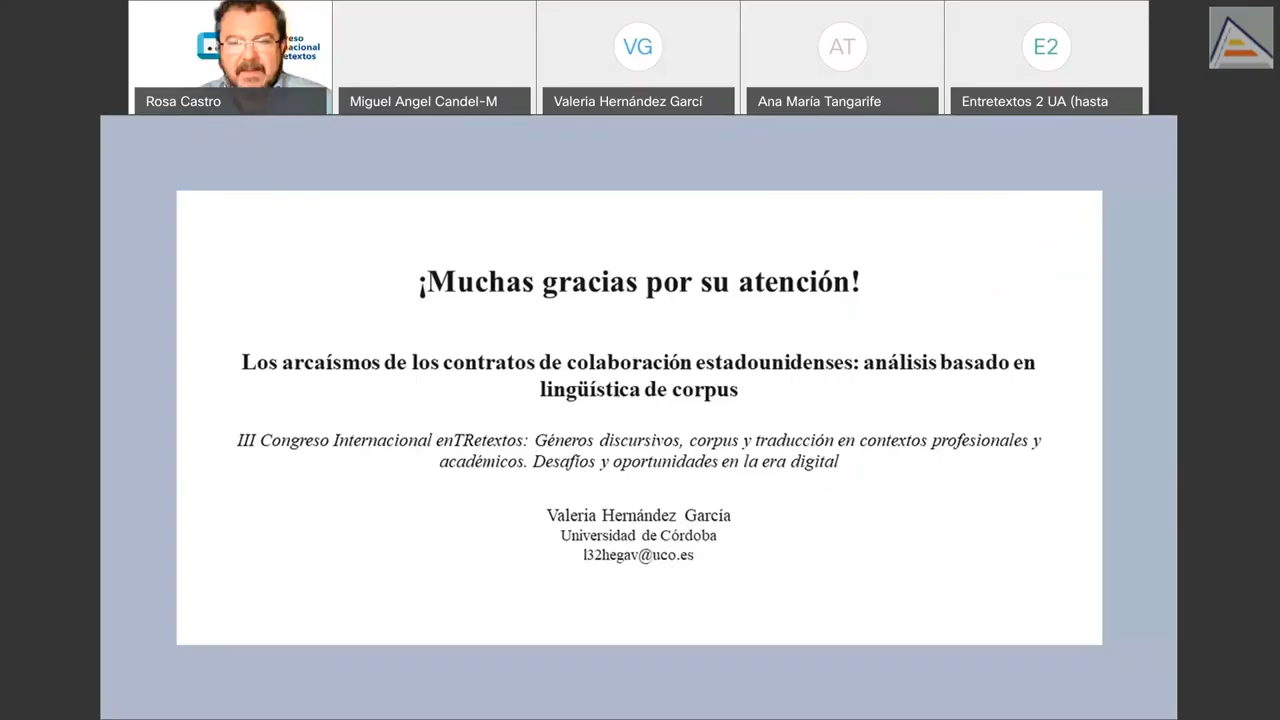 eso
nacional
etextos
VG
AT
E2
Rosa Castro
Miguel Angel Candel-M
Valeria Hernández Garcí
Ana María Tangarife
Entretextos 2 UA (hasta
¡Muchas gracias por su atención!
Los arcaísmos de los contratos de colaboración estadounidenses: análisis basado en
lingüística de corpus
III Congreso Internacional enTRetextos: Géneros discursivos, corpus y traducción en contextos profesionales y
académicos. Desafíos y oportunidades en la era digital
Valeria Hernández García
Universidad de Córdoba
l32hegav@uco.es